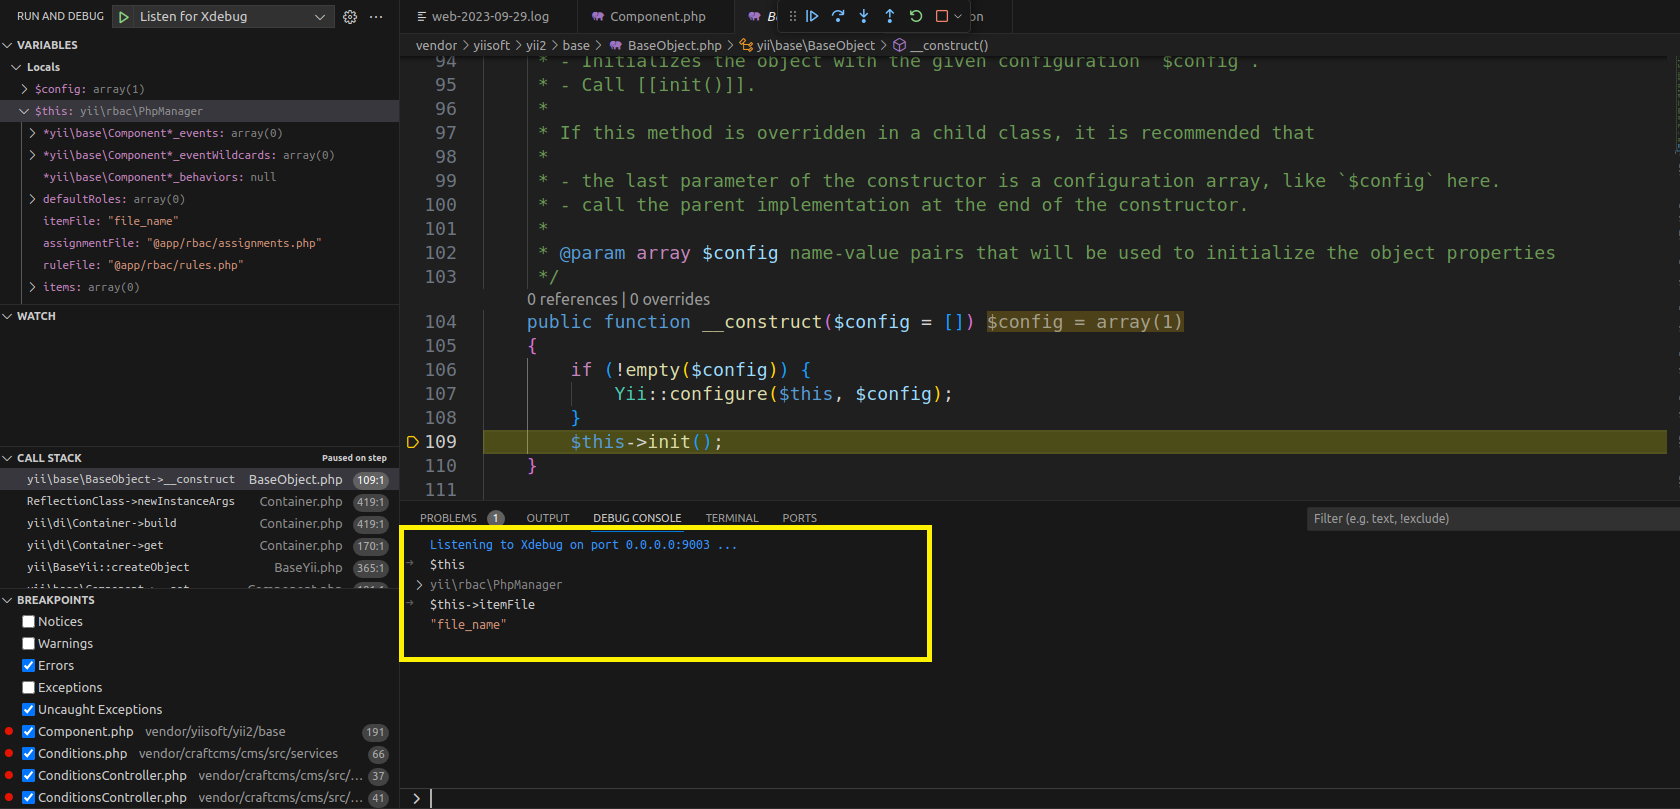 RUN AND DEBUG
Listen for Xdebug
VARIABLES
Locals
$config: array(1)
$this: yii\rbac\PhpManager
*yii\base\Component*_events: array(0)
*yii\base\Component*_eventWildcards: array(0)
*yii\base\Component*_behaviors: null
defaultRoles: array(0)
itemFile: "file_name"
assignmentFile: "@app/rbac/assignments.php"
ruleFile: "@app/rbac/rules.php"
items: array(0)
WATCH
CALL STACK Paused on step
yii\base\BaseObject->__construct BaseObject.php 109:1
ReflectionClass->newInstanceArgs Container.php 419:1
yii\di\Container->build Container.php 419:1
yii\di\Container->get Container.php 170:1
yii\BaseYii::createObject BaseYii.php 365:1
BREAKPOINTS
Notices
Warnings
Errors
Exceptions
Uncaught Exceptions
Component.php vendor/yiisoft/yii2/base 191
Conditions.php vendor/craftcms/cms/src/services 66
ConditionsController.php vendor/craftcms/cms/src/... 37
ConditionsController.php vendor/craftcms/cms/src/... 41
web-2023-09-29.log
Component.php
on
vendor > yiisoft > yii2 > base > BaseObject.php > yii\base\BaseObject > __construct()
94 * - Initializes the object with the given configuration `$config`.
95 * - Call [[init()]].
96 *
97 * If this method is overridden in a child class, it is recommended that
98 *
99 * - the last parameter of the constructor is a configuration array, like `$config` here.
100 * - call the parent implementation at the end of the constructor.
101 *
102 * @param array $config name-value pairs that will be used to initialize the object properties
103 */
0 references | 0 overrides
104 public function __construct($config = []) $config = array(1)
105 {
106 if (!empty($config)) {
107 Yii::configure($this, $config);
108 }
109 $this->init();
110 }
111
PROBLEMS 1 OUTPUT DEBUG CONSOLE TERMINAL PORTS
Filter (e.g. text, !exclude)
Listening to Xdebug on port 0.0.0.0:9003 ...
$this
yii\rbac\PhpManager
$this->itemFile
"file_name"